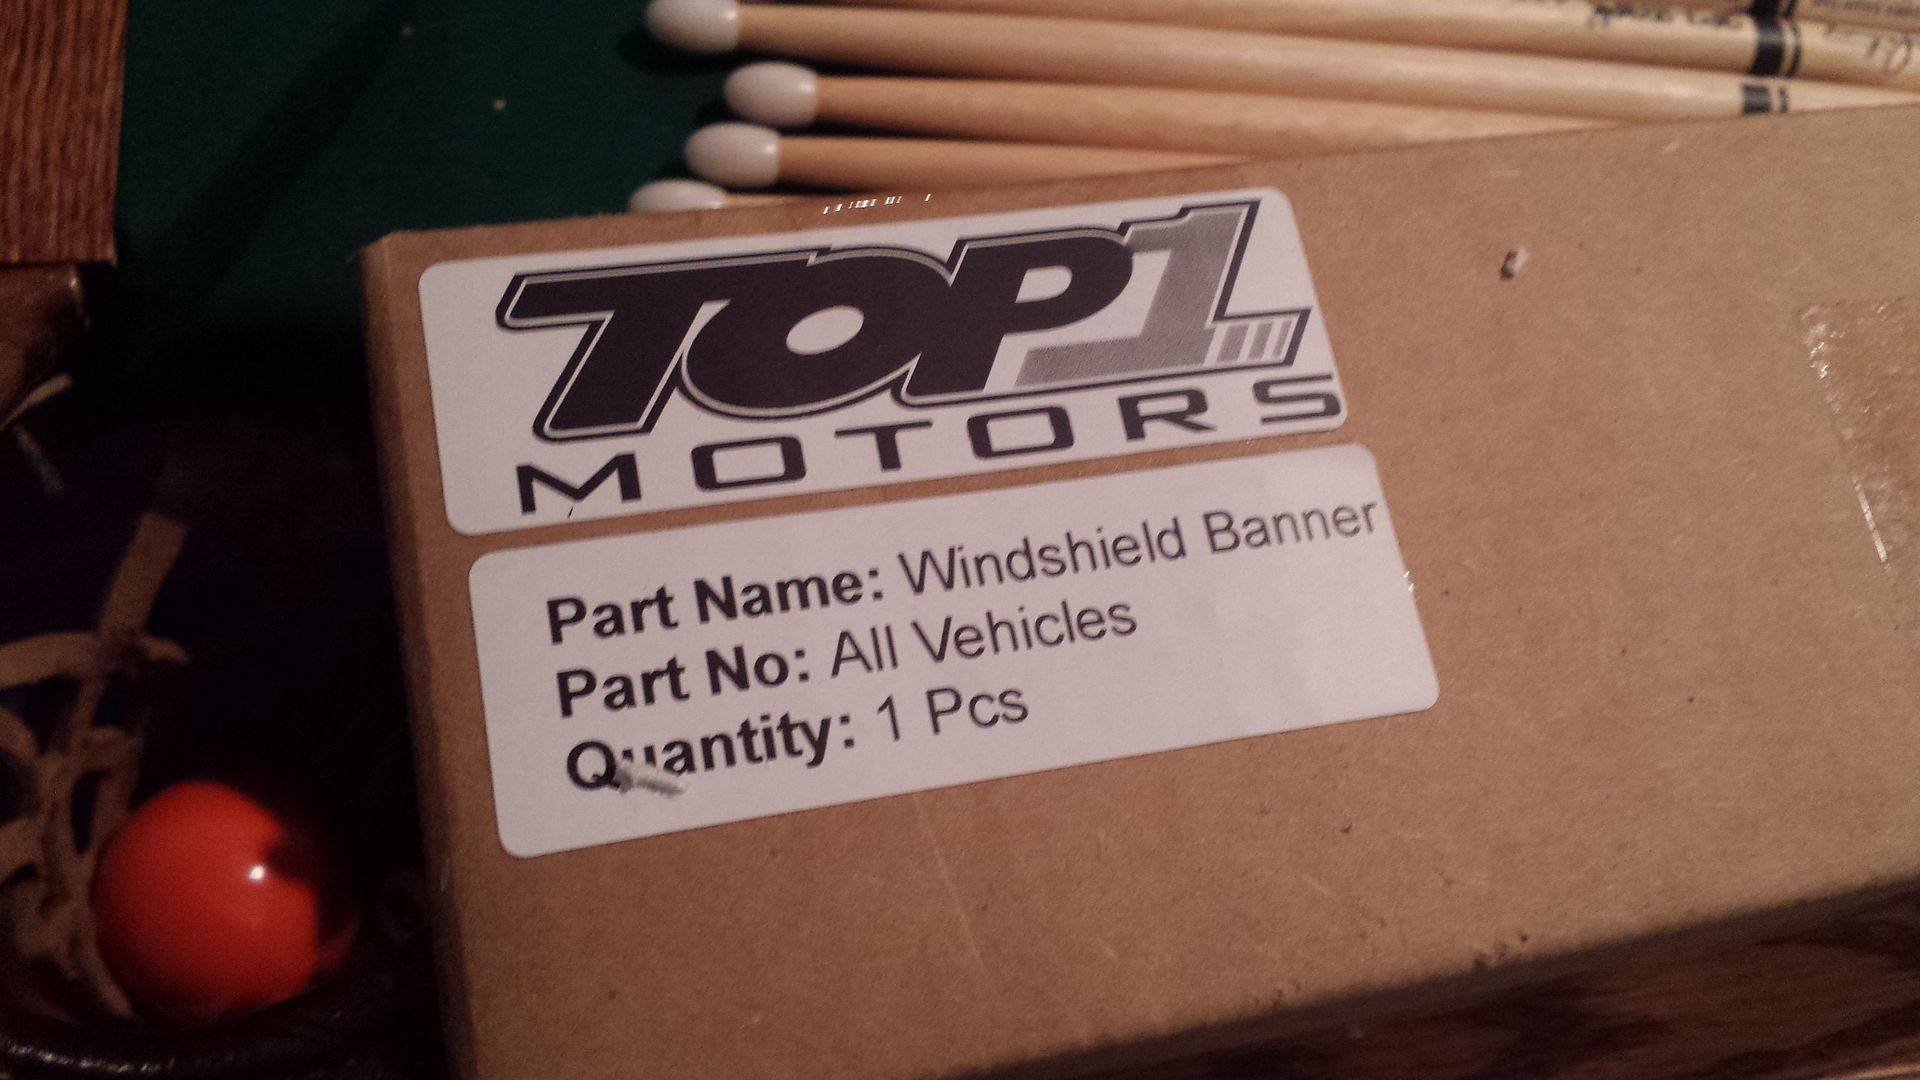 TOP1
MOTORS
Part Name: Windshield Banner
Part No: All Vehicles
Quantity: 1 Pcs